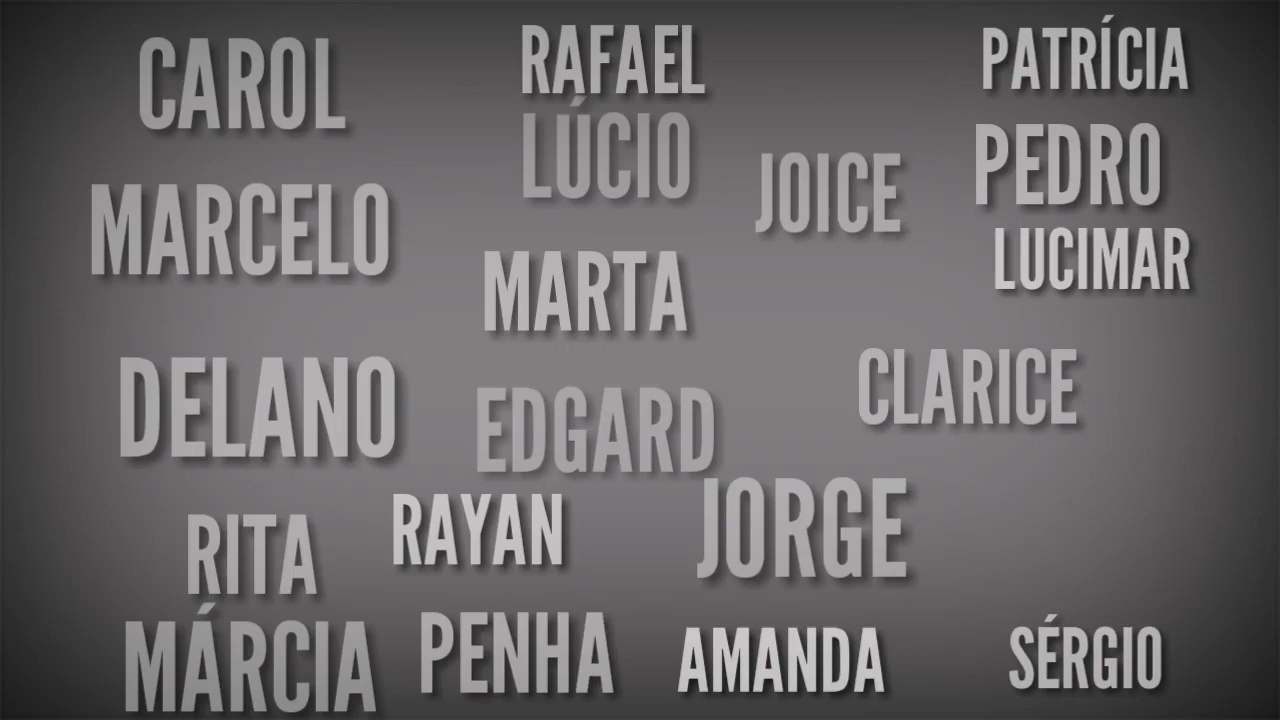 CAROL
RAFAEL
PATRÍCIA
LÚCIO
JOICE
PEDRO
MARCELO
LUCIMAR
MARTA
DELANO
EDGARD
CLARICE
RITA
RAYAN
JORGE
MÁRCIA
PENHA
AMANDA
SÉRGIO